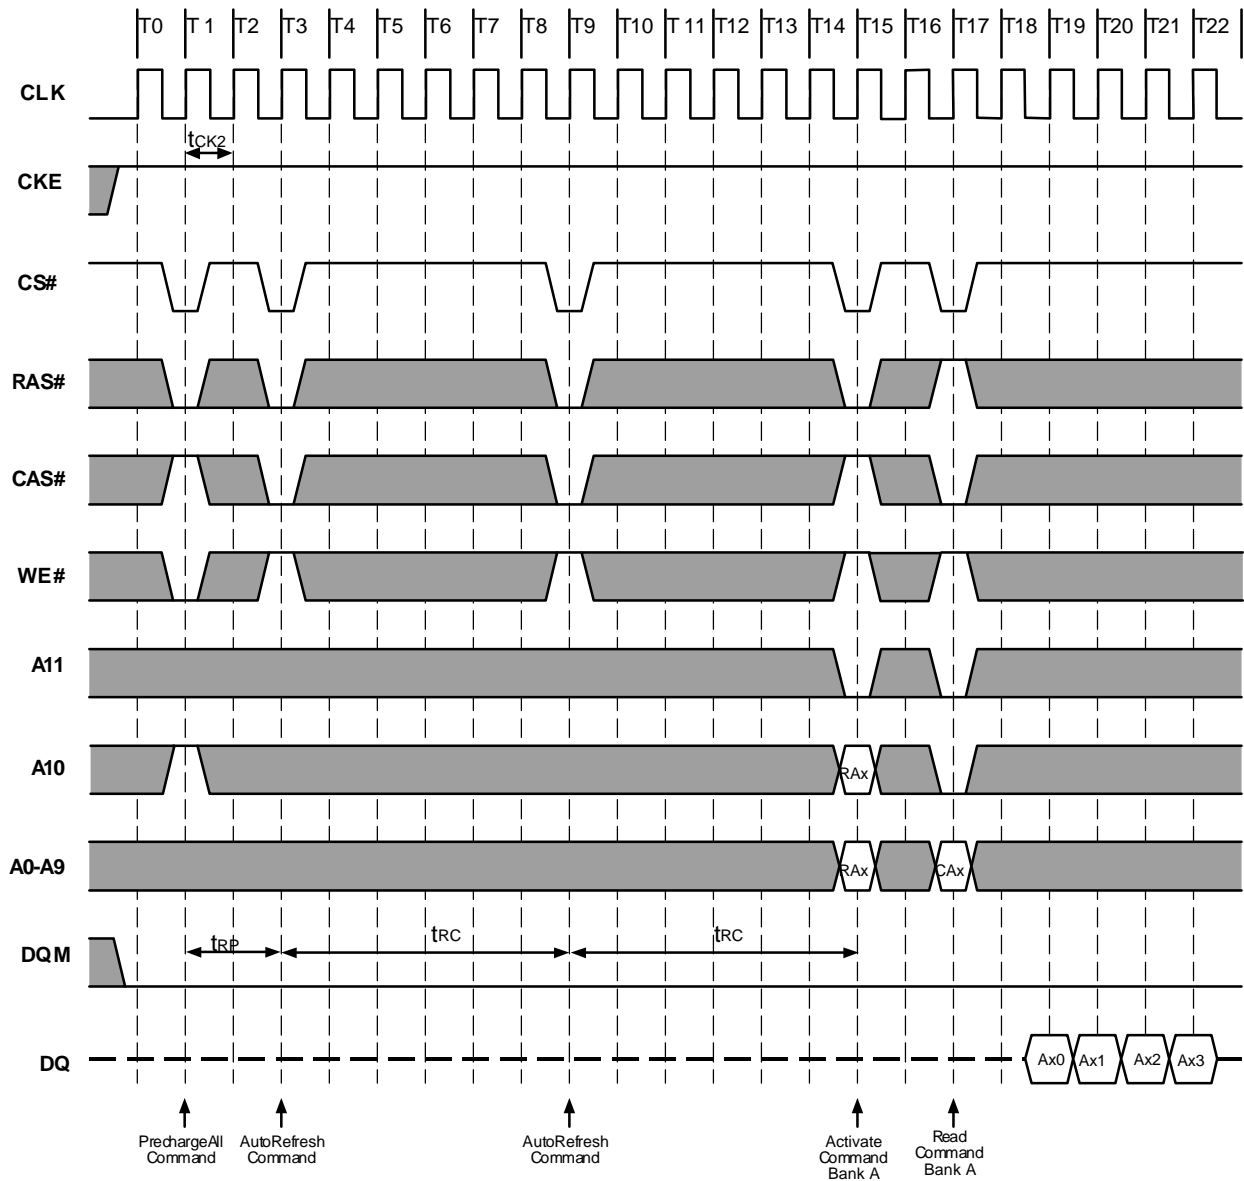 T0 T 1 T2 T3 T4 T5 T6 T7 T8 T9 T10 T 11 T12 T13 T14 T15 T16 T17 T18 T19 T20 T21 T22
CLK
tCK2
CKE
CS#
RAS#
CAS#
WE#
A11
A10
RAx
A0-A9
RAx CAx
DQM
tRP tRC tRC
DQ
Ax0 Ax1 Ax2 Ax3
PrechargeAll
Command
AutoRefresh
Command
AutoRefresh
Command
Activate
Command
Bank A
Read
Command
Bank A